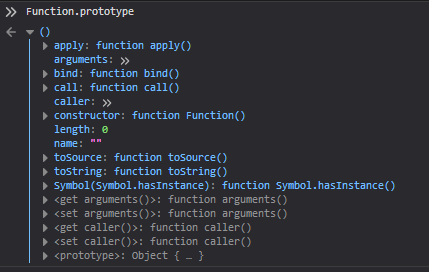 Function.prototype
()
apply: function apply()
arguments: >>
bind: function bind()
call: function call()
caller: >>
constructor: function Function()
length: 0
name: ""
toSource: function toSource()
toString: function toString()
Symbol(Symbol.hasInstance): function Symbol.hasInstance()
<get arguments()>: function arguments()
<set arguments()>: function arguments()
<get caller()>: function caller()
<set caller()>: function caller()
<prototype>: Object { … }